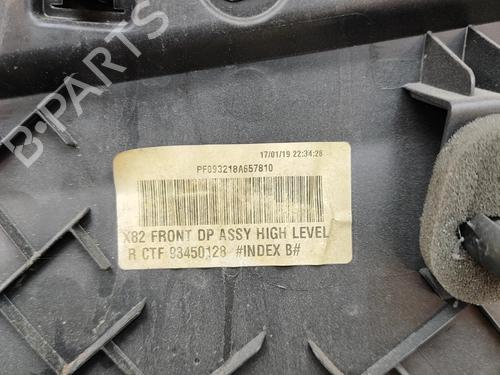 B-Parts
17/01/19 22:34:28
PF093218A657810
X82 FRONT DP ASSY HIGH LEVEL
R CTF 93450128 #INDEX B#